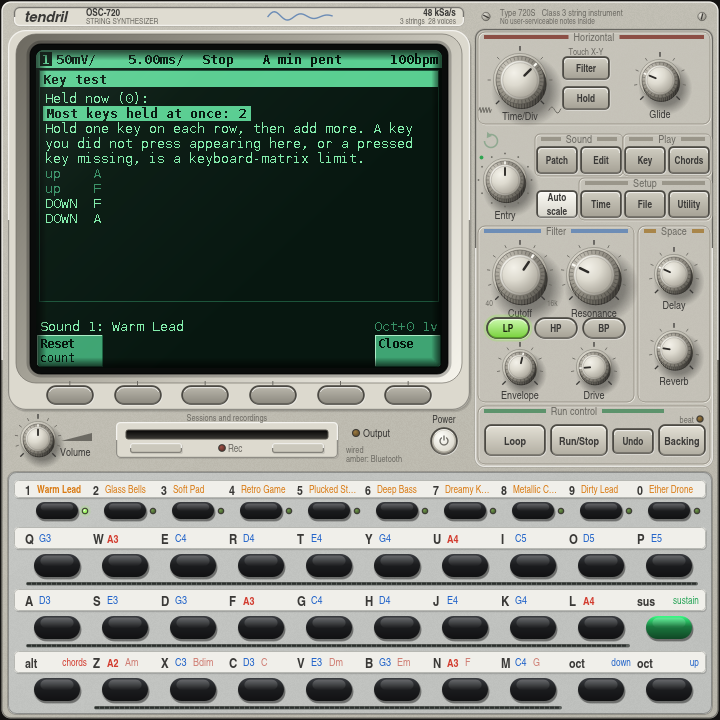 tendril OSC-720 STRING SYNTHESIZER 48 kSa/s 3 strings 28 voices
Type 720S Class 3 string instrument
No user-serviceable notes inside
1 50mV/ 5.00ms/ Stop A min pent 100bpm
Key test
Held now (0):
Most keys held at once: 2
Hold one key on each row, then add more. A key
you did not press appearing here, or a pressed
key missing, is a keyboard-matrix limit.
up A
up F
DOWN F
DOWN A
Sound 1: Warm Lead Oct+0 1v
Reset count Close
Horizontal
Touch X-Y
Filter
Hold
Time/Div Glide
Sound Play
Patch Edit Key Chords
Setup
Entry
Auto scale Time File Utility
Filter Space
40 16k
Cutoff Resonance Delay
LP HP BP
Envelope Drive Reverb
Run control
beat
Loop Run/Stop Undo Backing
Volume
Sessions and recordings
Rec
Output
wired
amber: Bluetooth
Power
1 Warm Lead 2 Glass Bells 3 Soft Pad 4 Retro Game 5 Plucked St... 6 Deep Bass 7 Dreamy K... 8 Metallic C... 9 Dirty Lead 0 Ether Drone
Q G3 W A3 E C4 R D4 T E4 Y G4 U A4 I C5 O D5 P E5
A D3 S E3 D G3 F A3 G C4 H D4 J E4 K G4 L A4 sus sustain
alt chords Z A2 Am X C3 Bdim C D3 C V E3 Dm B G3 Em N A3 F M C4 G oct down oct up